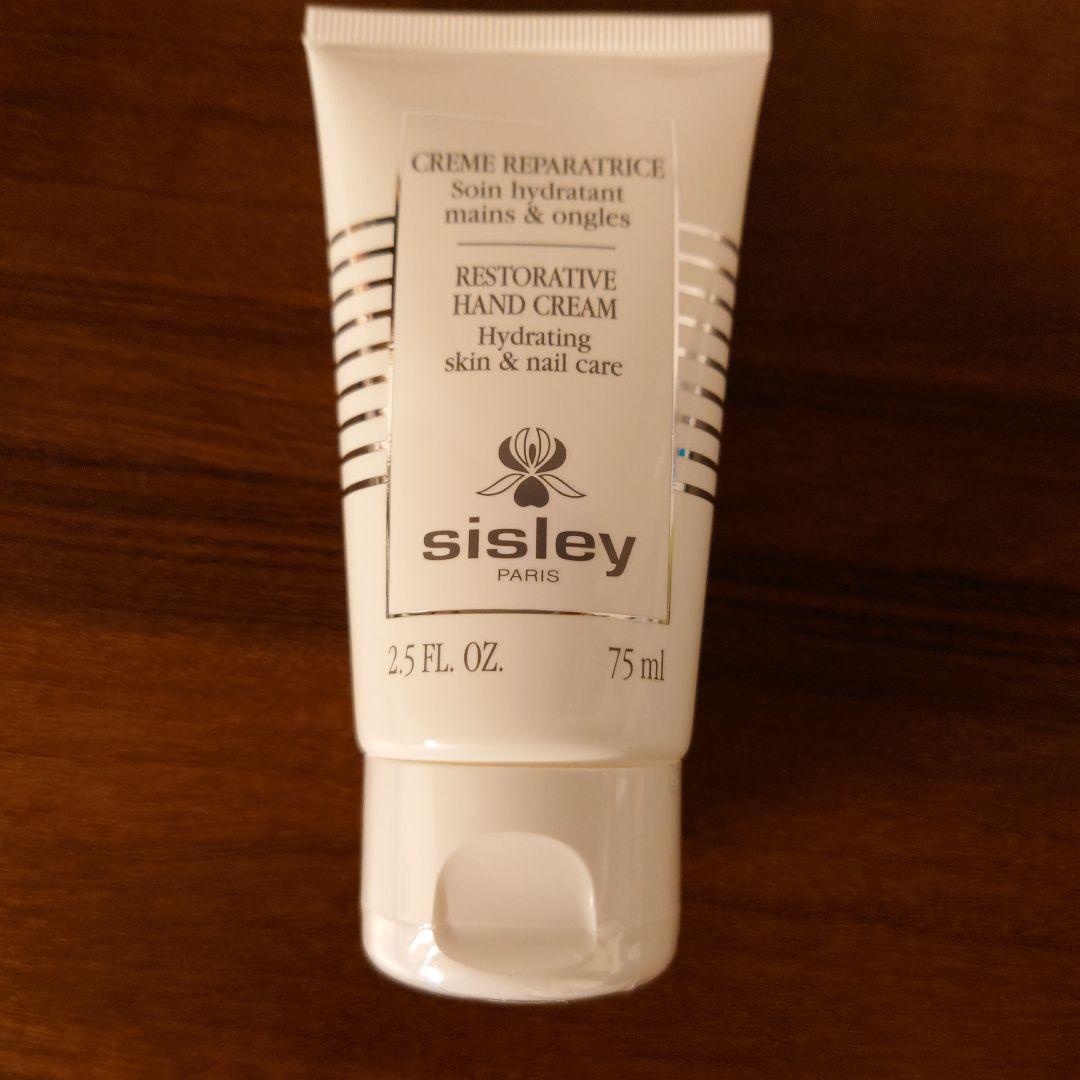 CREME REPARATRICE
Soin hydratant
mains & ongles
RESTORATIVE
HAND CREAM
Hydrating
skin & nail care
sisley
PARIS
2.5 FL. OZ. 75 ml